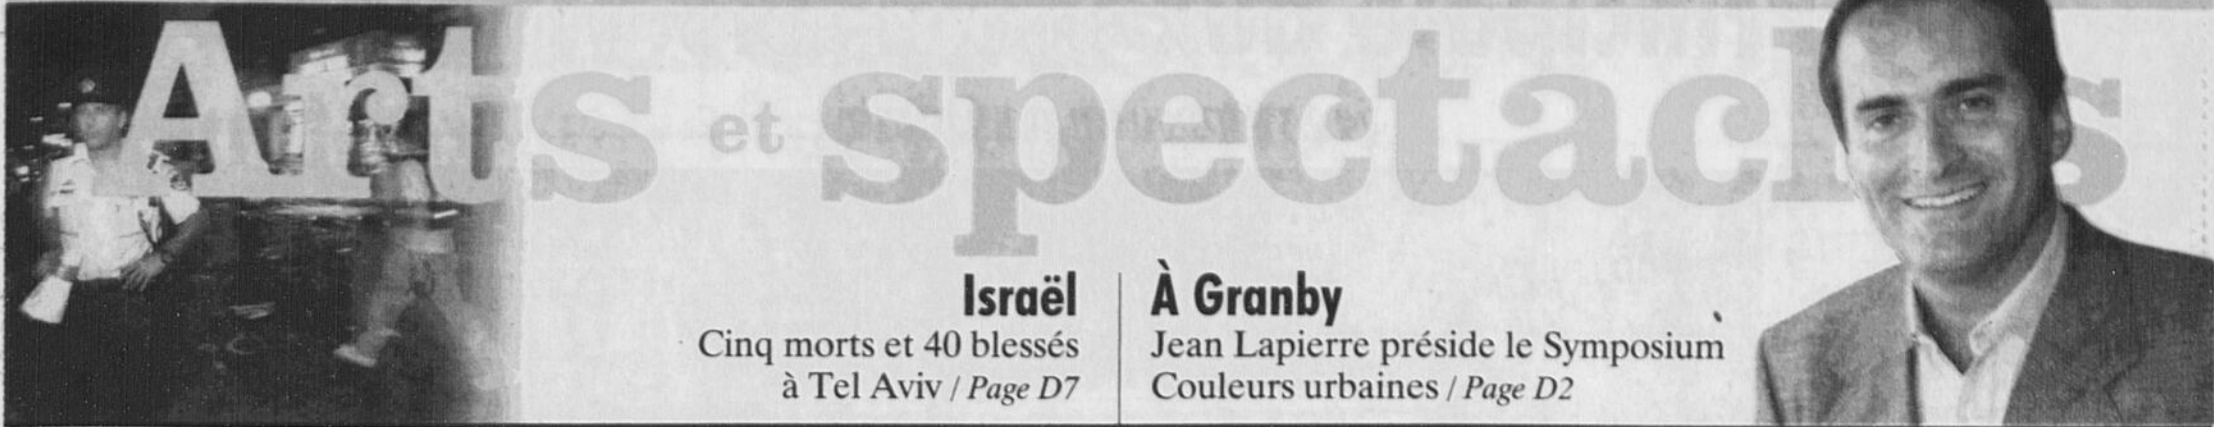 Arts et spectacles
Israël
Cinq morts et 40 blessés
à Tel Aviv / Page D7
À Granby
Jean Lapierre préside le Symposium
Couleurs urbaines / Page D2